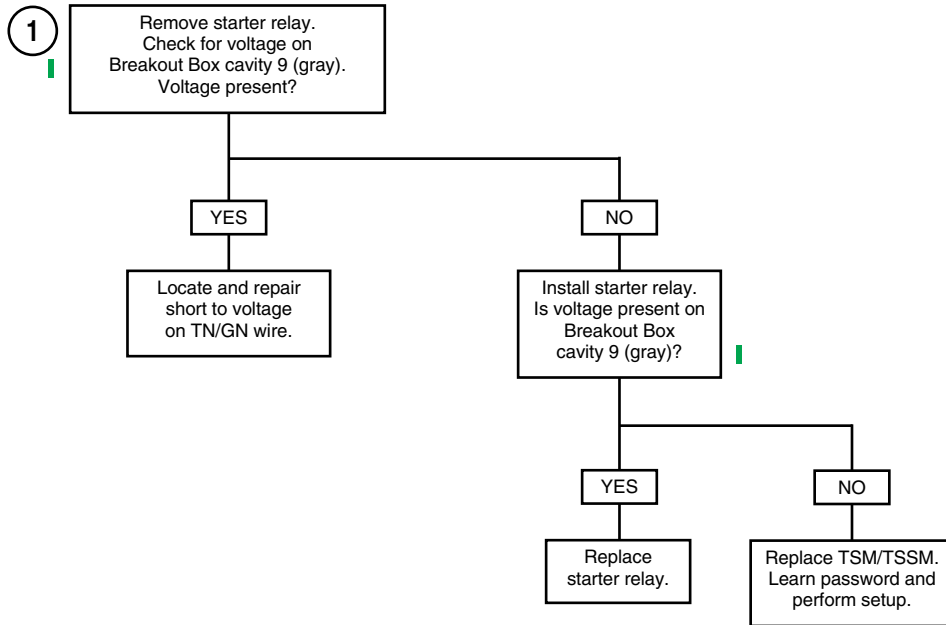 1
Remove starter relay.
Check for voltage on
Breakout Box cavity 9 (gray).
Voltage present?
YES
NO
Locate and repair
short to voltage
on TN/GN wire.
Install starter relay.
Is voltage present on
Breakout Box
cavity 9 (gray)?
YES
NO
Replace
starter relay.
Replace TSM/TSSM.
Learn password and
perform setup.